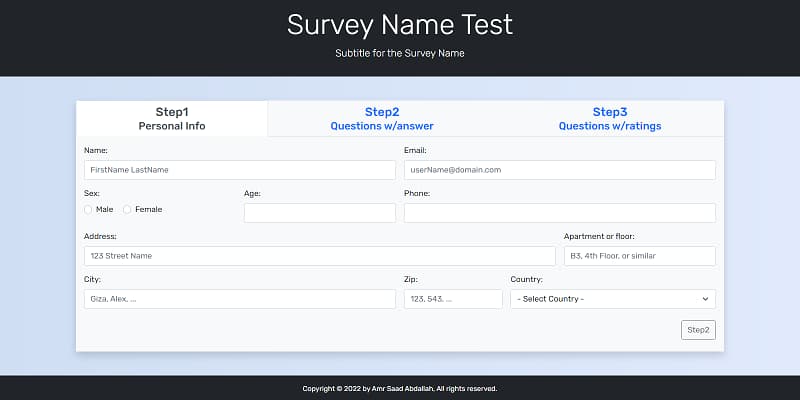 Survey Name Test
Subtitle for the Survey Name
Step1
Personal Info
Step2
Questions w/answer
Step3
Questions w/ratings
Name:
Email:
FirstName LastName
userName@domain.com
Sex:
Age:
Phone:
Male
Female
Address;
Apartment or floor:
123 Street Name
B3, 4th Floor, or similar
City:
Zip:
Country:
Giza, Alex, ...
123, 543, ...
- Select Country -
Step2
Copyright © 2022 by Amr Saad Abdallah, All rights reserved.